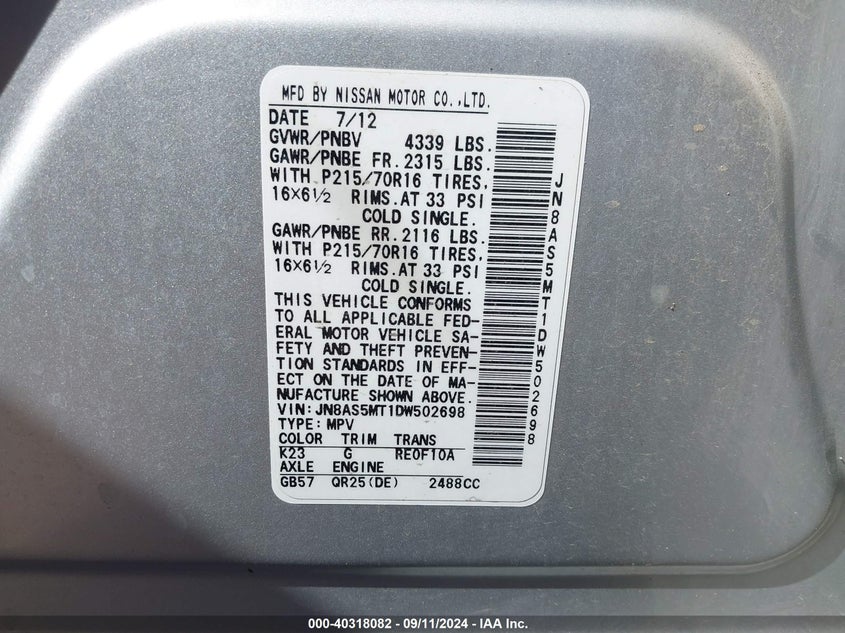 MFD BY NISSAN MOTOR CO.,LTD.
DATE 7/12
GVWR/PNBV 4339 LBS.
GAWR/PNBE FR.2315 LBS.
WITH P215/70R16 TIRES,
16X6½ RIMS.AT 33 PSI
COLD SINGLE.
GAWR/PNBE RR.2116 LBS.
WITH P215/70R16 TIRES,
16X6½ RIMS.AT 33 PSI
COLD SINGLE.
THIS VEHICLE CONFORMS
TO ALL APPLICABLE FED-
ERAL MOTOR VEHICLE SA-
FETY AND THEFT PREVEN-
TION STANDARDS IN EFF-
ECT ON THE DATE OF MA-
NUFACTURE SHOWN ABOVE.
VIN:JN8AS5MT1DW502698
TYPE:MPV
COLOR TRIM TRANS
K23 G RE0F10A
AXLE ENGINE
GB57 QR25(DE) 2488CC
JN8AS5MT1DW502698
000-40318082 - 09/11/2024 - IAA Inc.